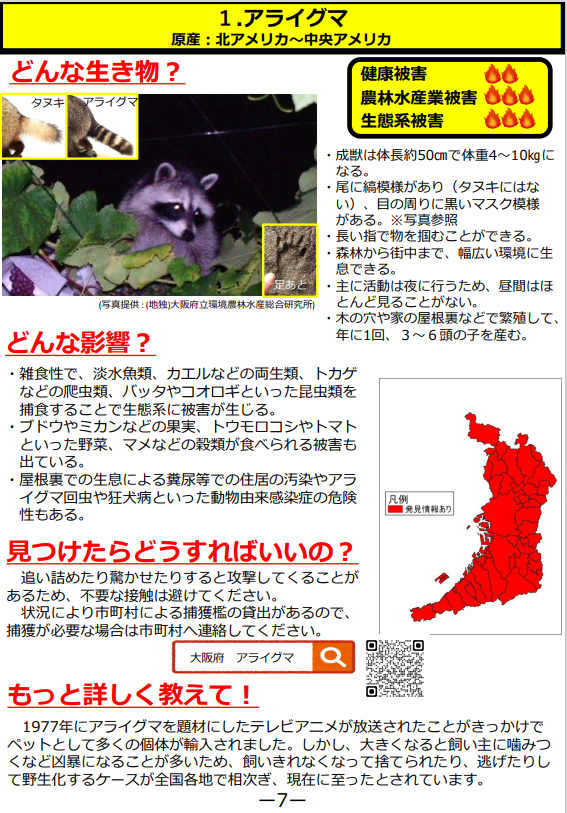 １.アライグマ
原産：北アメリカ～中央アメリカ
どんな生き物？
タヌキ
アライグマ
足あと
(写真提供：(地独)大阪府立環境農林水産総合研究所)
健康被害
農林水産業被害
生態系被害
・成獣は体長約50㎝で体重4～10㎏に
なる。
・尾に縞模様があり（タヌキにはな
い）、目の周りに黒いマスク模様
がある。※写真参照
・長い指で物を掴むことができる。
・森林から街中まで、幅広い環境に生
息できる。
・主に活動は夜に行うため、昼間はほ
とんど見ることがない。
・木の穴や家の屋根裏などで繁殖して、
年に1回、３～６頭の子を産む。
どんな影響？
・雑食性で、淡水魚類、カエルなどの両生類、トカゲ
などの爬虫類、バッタやコオロギといった昆虫類を
捕食することで生態系に被害が生じる。
・ブドウやミカンなどの果実、トウモロコシやトマト
といった野菜、マメなどの穀類が食べられる被害も
出ている。
・屋根裏での生息による糞尿等での住居の汚染やアラ
イグマ回虫や狂犬病といった動物由来感染症の危険
性もある。
凡例
発見情報あり
見つけたらどうすればいいの？
追い詰めたり驚かせたりすると攻撃してくることが
あるため、不要な接触は避けてください。
状況により市町村による捕獲檻の貸出があるので、
捕獲が必要な場合は市町村へ連絡してください。
大阪府　アライグマ
もっと詳しく教えて！
1977年にアライグマを題材にしたテレビアニメが放送されたことがきっかけで
ペットとして多くの個体が輸入されました。しかし、大きくなると飼い主に噛みつ
くなど凶暴になることが多いため、飼いきれなくなって捨てられたり、逃げたりし
て野生化するケースが全国各地で相次ぎ、現在に至ったとされています。
―7―